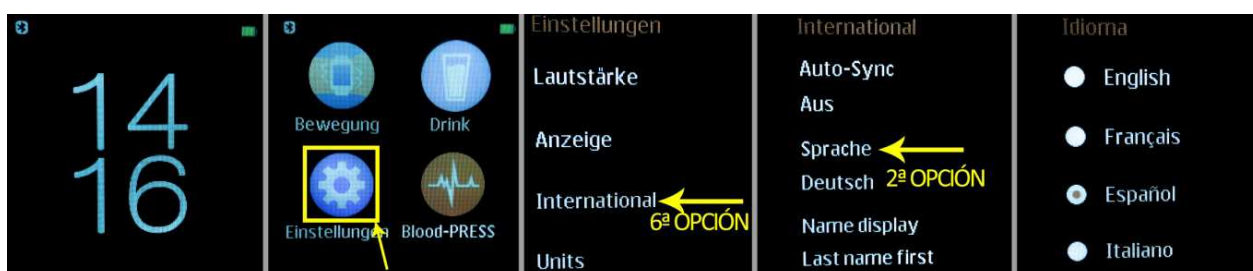 14
16
Bewegung
Drink
Einstellungen
Blood-PRESS
Einstellungen
Lautstärke
Anzeige
International
6ª OPCIÓN
Units
International
Auto-Sync
Aus
Sprache
Deutsch
2ª OPCIÓN
Name display
Last name first
Idioma
English
Français
Español
Italiano